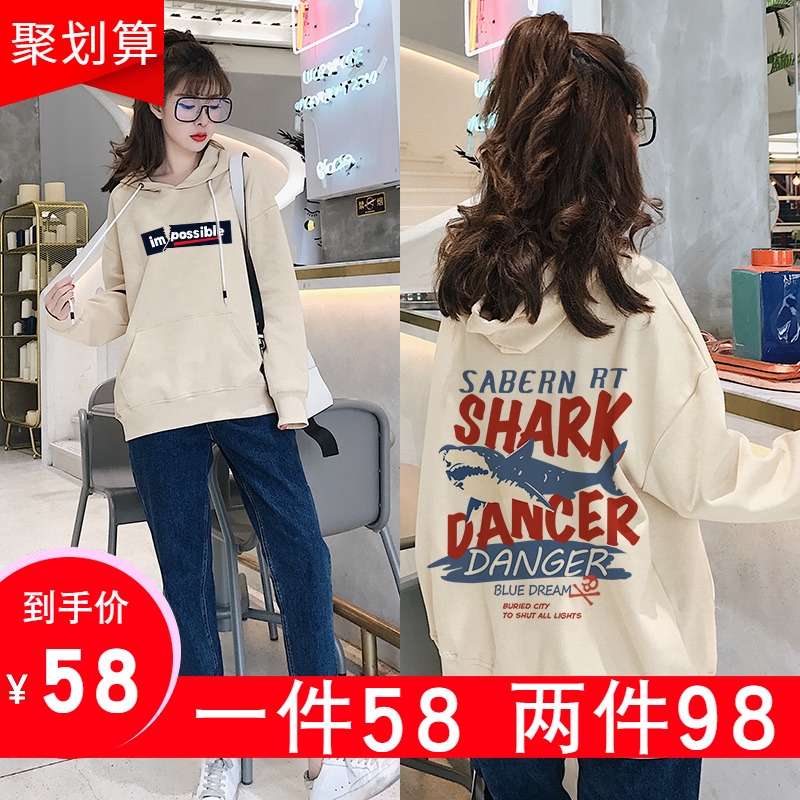 聚划算
impossible
SABERN RT
SHARK
DANCER
DANGER
BLUE DREAM
BURIED CITY
TO SHUT ALL LIGHTS
到手价
¥58
一件58 两件98